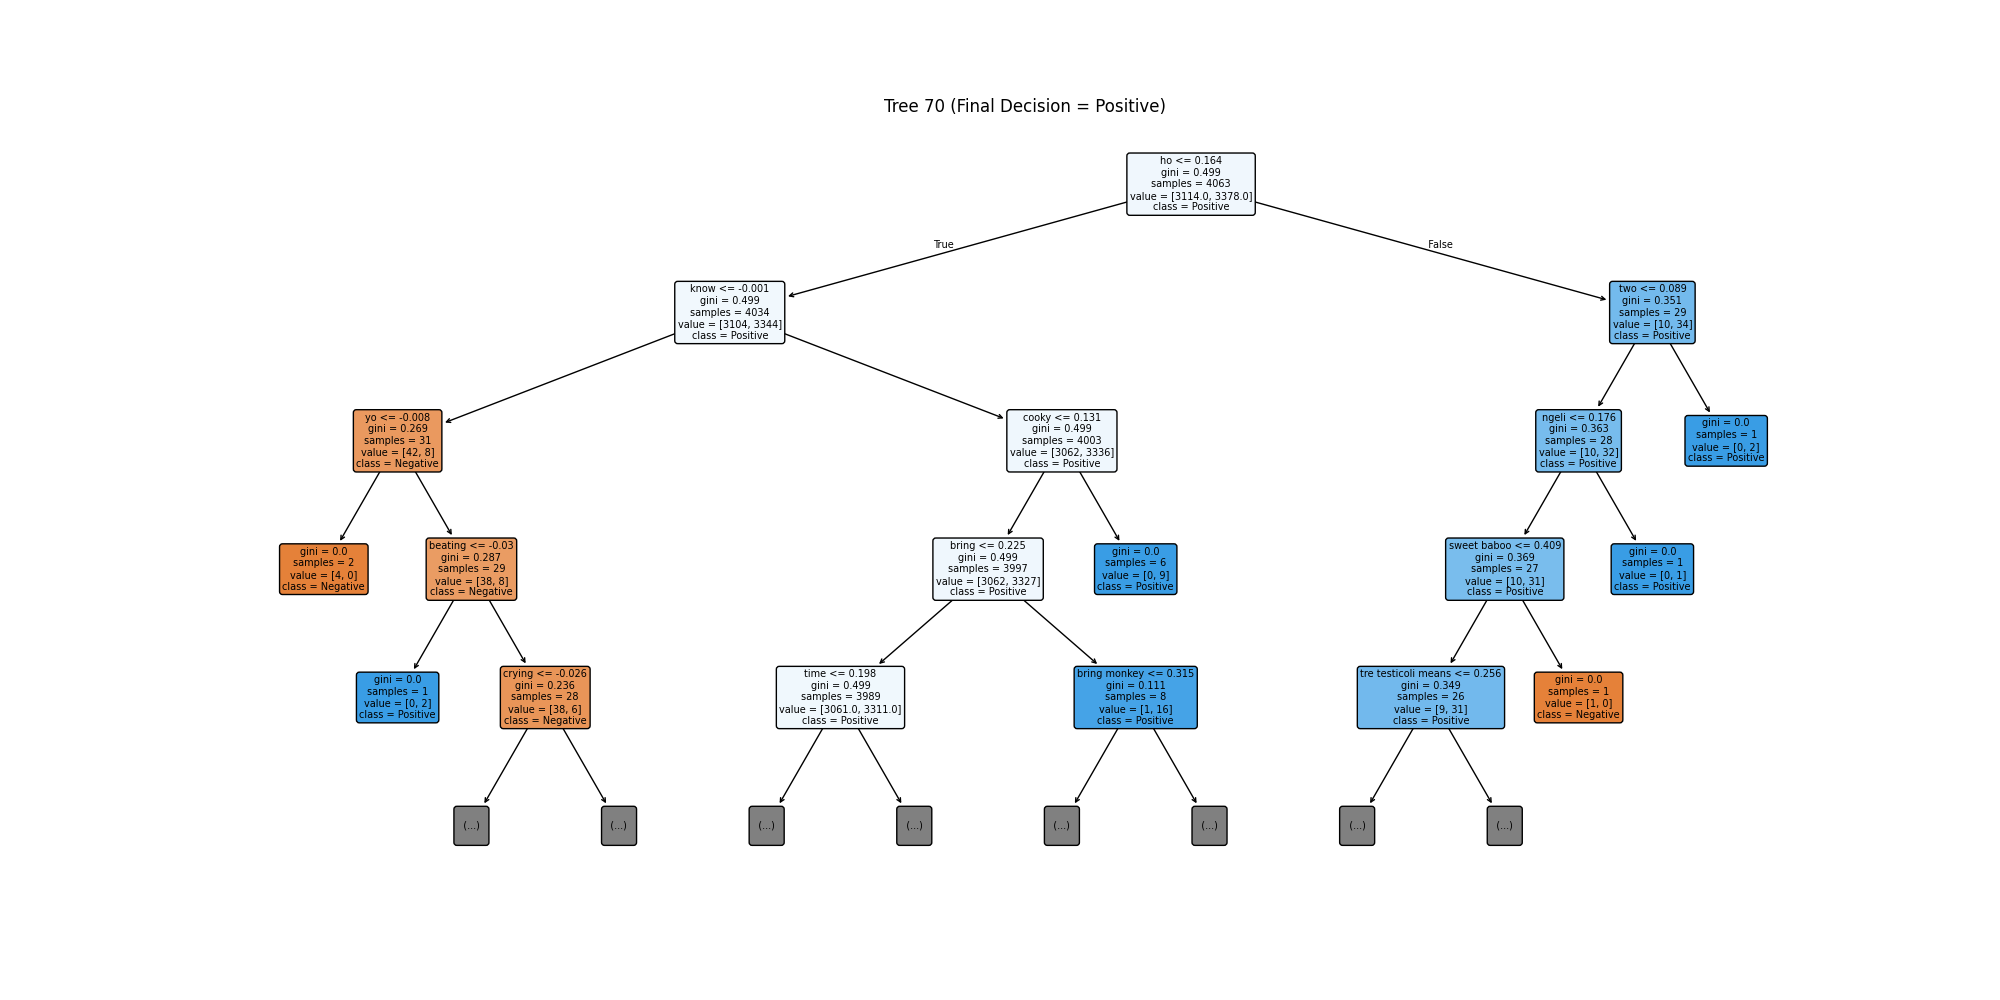 Tree 70 (Final Decision = Positive)
ho <= 0.164
gini = 0.499
samples = 4063
value = [3114.0, 3378.0]
class = Positive
True
False
know <= -0.001
gini = 0.499
samples = 4034
value = [3104, 3344]
class = Positive
two <= 0.089
gini = 0.351
samples = 29
value = [10, 34]
class = Positive
yo <= -0.008
gini = 0.269
samples = 31
value = [42, 8]
class = Negative
cooky <= 0.131
gini = 0.499
samples = 4003
value = [3062, 3336]
class = Positive
ngeli <= 0.176
gini = 0.363
samples = 28
value = [10, 32]
class = Positive
gini = 0.0
samples = 1
value = [0, 2]
class = Positive
gini = 0.0
samples = 2
value = [4, 0]
class = Negative
beating <= -0.03
gini = 0.287
samples = 29
value = [38, 8]
class = Negative
bring <= 0.225
gini = 0.499
samples = 3997
value = [3062, 3327]
class = Positive
gini = 0.0
samples = 6
value = [0, 9]
class = Positive
sweet baboo <= 0.409
gini = 0.369
samples = 27
value = [10, 31]
class = Positive
gini = 0.0
samples = 1
value = [0, 1]
class = Positive
gini = 0.0
samples = 1
value = [0, 2]
class = Positive
crying <= -0.026
gini = 0.236
samples = 28
value = [38, 6]
class = Negative
time <= 0.198
gini = 0.499
samples = 3989
value = [3061.0, 3311.0]
class = Positive
bring monkey <= 0.315
gini = 0.111
samples = 8
value = [1, 16]
class = Positive
tre testicoli means <= 0.256
gini = 0.349
samples = 26
value = [9, 31]
class = Positive
gini = 0.0
samples = 1
value = [1, 0]
class = Negative
(...)
(...)
(...)
(...)
(...)
(...)
(...)
(...)